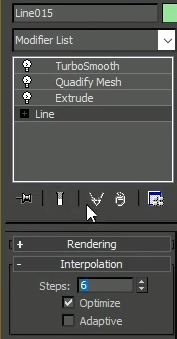 Line015
Modifier List
TurboSmooth
Quadify Mesh
Extrude
+ Line
+ Rendering
- Interpolation
Steps: 6
Optimize
Adaptive